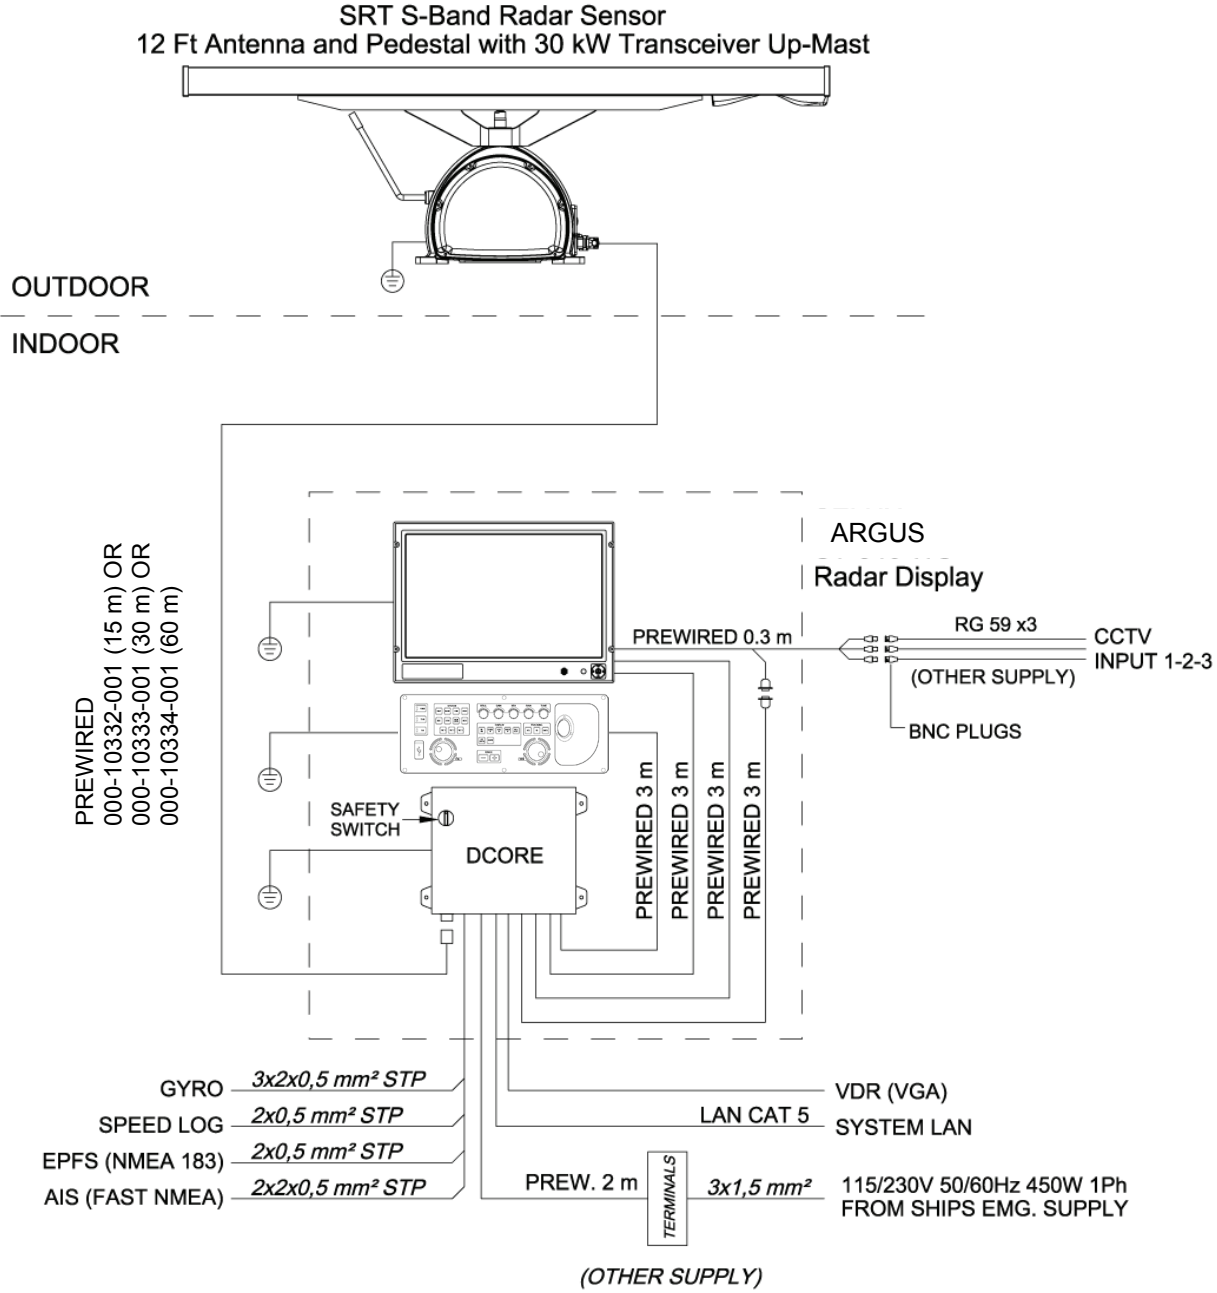 SRT S-Band Radar Sensor
12 Ft Antenna and Pedestal with 30 kW Transceiver Up-Mast
OUTDOOR
INDOOR
ARGUS
Radar Display
PREWIRED
000-10332-001 (15 m) OR
000-10333-001 (30 m) OR
000-10334-001 (60 m)
PREWIRED 0.3 m
RG 59 x3
CCTV
INPUT 1-2-3
(OTHER SUPPLY)
BNC PLUGS
SAFETY
SWITCH
DCORE
PREWIRED 3 m
PREWIRED 3 m
PREWIRED 3 m
PREWIRED 3 m
GYRO 3x2x0,5 mm² STP
SPEED LOG 2x0,5 mm² STP
EPFS (NMEA 183) 2x0,5 mm² STP
AIS (FAST NMEA) 2x2x0,5 mm² STP
VDR (VGA)
LAN CAT 5 SYSTEM LAN
PREW. 2 m
TERMINALS
3x1,5 mm²
115/230V 50/60Hz 450W 1Ph
FROM SHIPS EMG. SUPPLY
(OTHER SUPPLY)